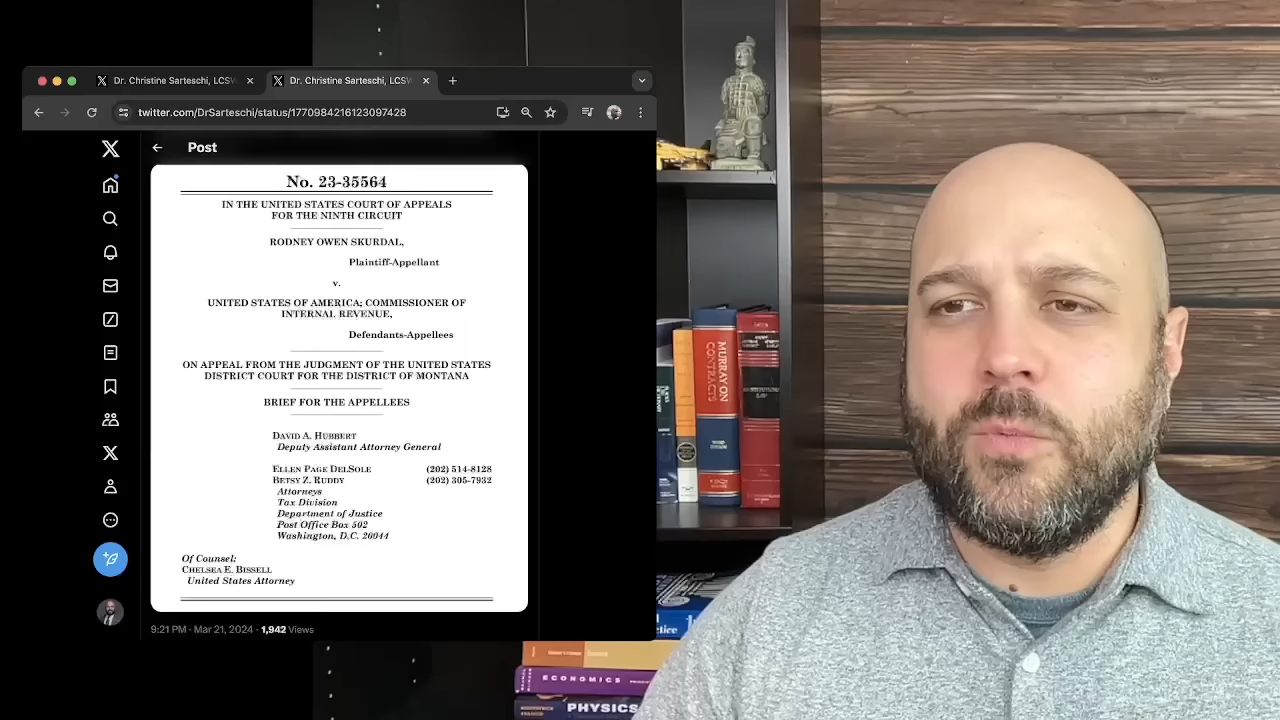 Dr. Christine Sarteschi, LCSW
Dr. Christine Sarteschi, LCSW
twitter.com/DrSarteschi/status/1770984216123097428
Post
No. 23-35564
IN THE UNITED STATES COURT OF APPEALS
FOR THE NINTH CIRCUIT
RODNEY OWEN SKURDAL,
Plaintiff-Appellant
v.
UNITED STATES OF AMERICA; COMMISSIONER OF
INTERNAL REVENUE,
Defendants-Appellees
ON APPEAL FROM THE JUDGMENT OF THE UNITED STATES
DISTRICT COURT FOR THE DISTRICT OF MONTANA
BRIEF FOR THE APPELLEES
DAVID A. HUBBERT
Deputy Assistant Attorney General
ELLEN PAGE DELSOLE (202) 514-8128
BETSY Z. RUDDY (202) 305-7932
Attorneys
Tax Division
Department of Justice
Post Office Box 502
Washington, D.C. 20044
Of Counsel:
CHELSEA E. BISSELL
United States Attorney
9:21 PM · Mar 21, 2024 · 1,942 Views
MURRAY ON
CONTRACTS
ECONOMICS
PHYSICS